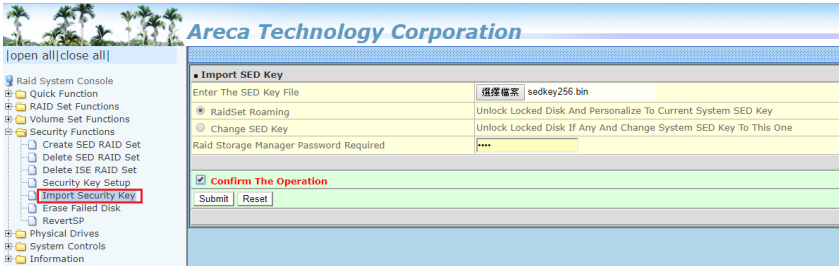 Areca Technology Corporation
|open all|close all|
Raid System Console
Quick Function
RAID Set Functions
Volume Set Functions
Security Functions
Create SED RAID Set
Delete SED RAID Set
Delete ISE RAID Set
Security Key Setup
Import Security Key
Erase Failed Disk
RevertSP
Physical Drives
System Controls
Information
▪ Import SED Key
Enter The SED Key File 選擇檔案 sedkey256.bin
RaidSet Roaming Unlock Locked Disk And Personalize To Current System SED Key
Change SED Key Unlock Locked Disk If Any And Change System SED Key To This One
Raid Storage Manager Password Required ••••
Confirm The Operation
Submit Reset